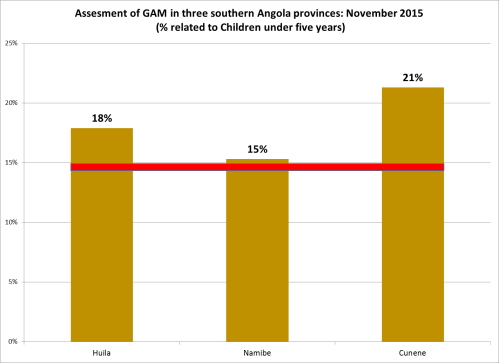 Assesment of GAM in three southern Angola provinces: November 2015
(% related to Children under five years)
25%
20%
15%
10%
5%
0%
18%
15%
21%
Huila
Namibe
Cunene